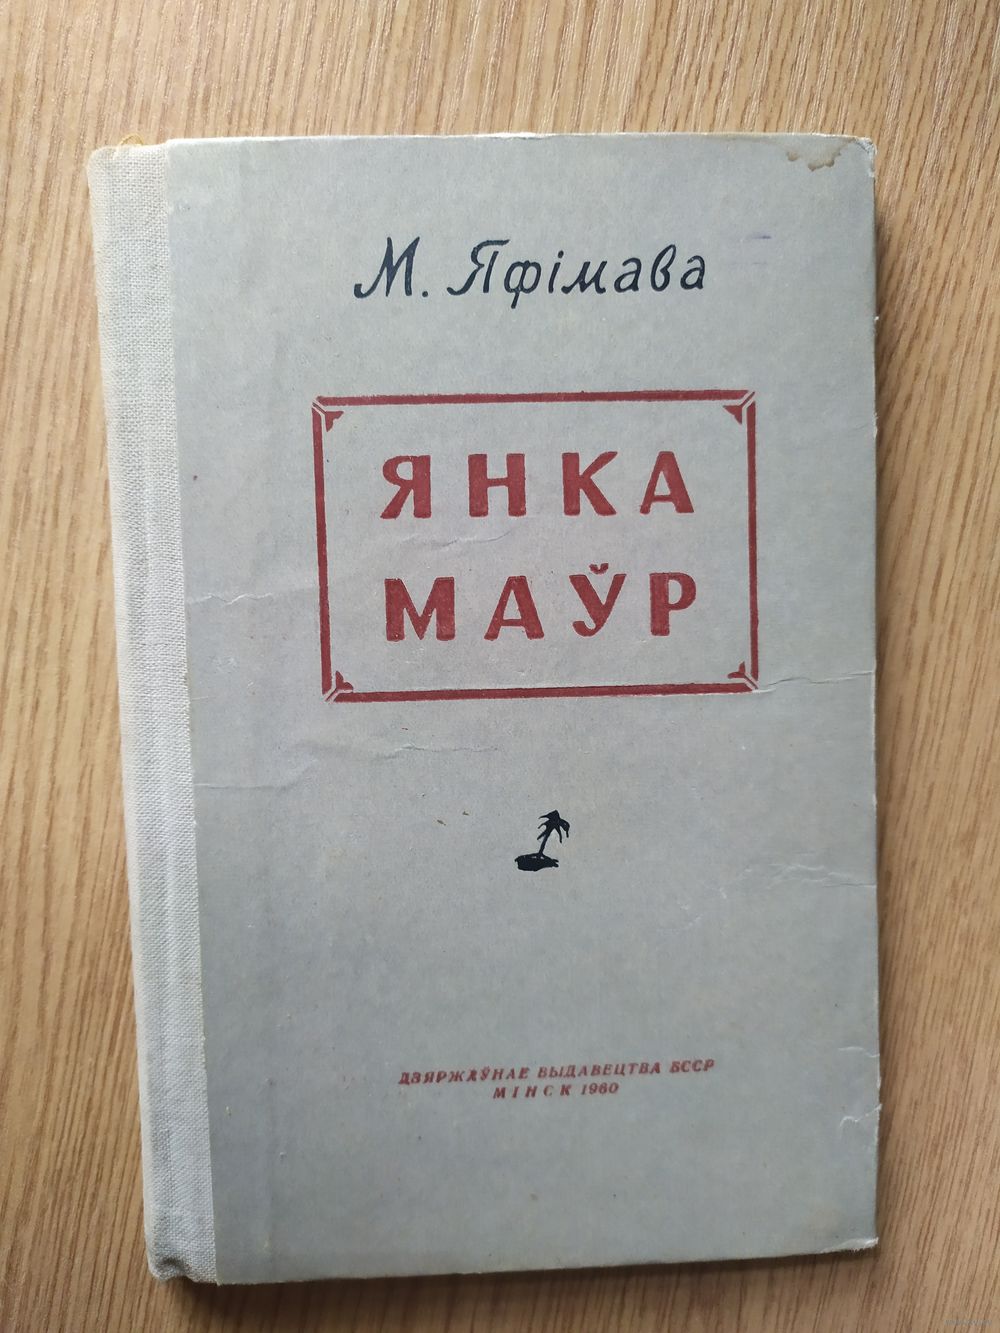 М. Яфімава
ЯНКА
МАЎР
ДЗЯРЖАЎНАЕ ВЫДАВЕЦТВА БССР
МІНСК 1960